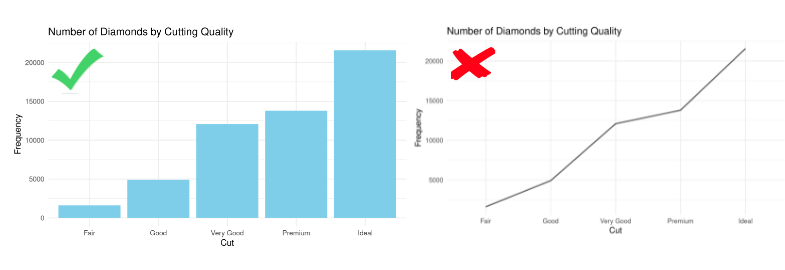 Number of Diamonds by Cutting Quality
20000
15000
10000
5000
0
Frequency
Fair Good Very Good Premium Ideal
Cut
Number of Diamonds by Cutting Quality
20000
15000
10000
5000
Frequency
Fair Good Very Good Premium Ideal
Cut